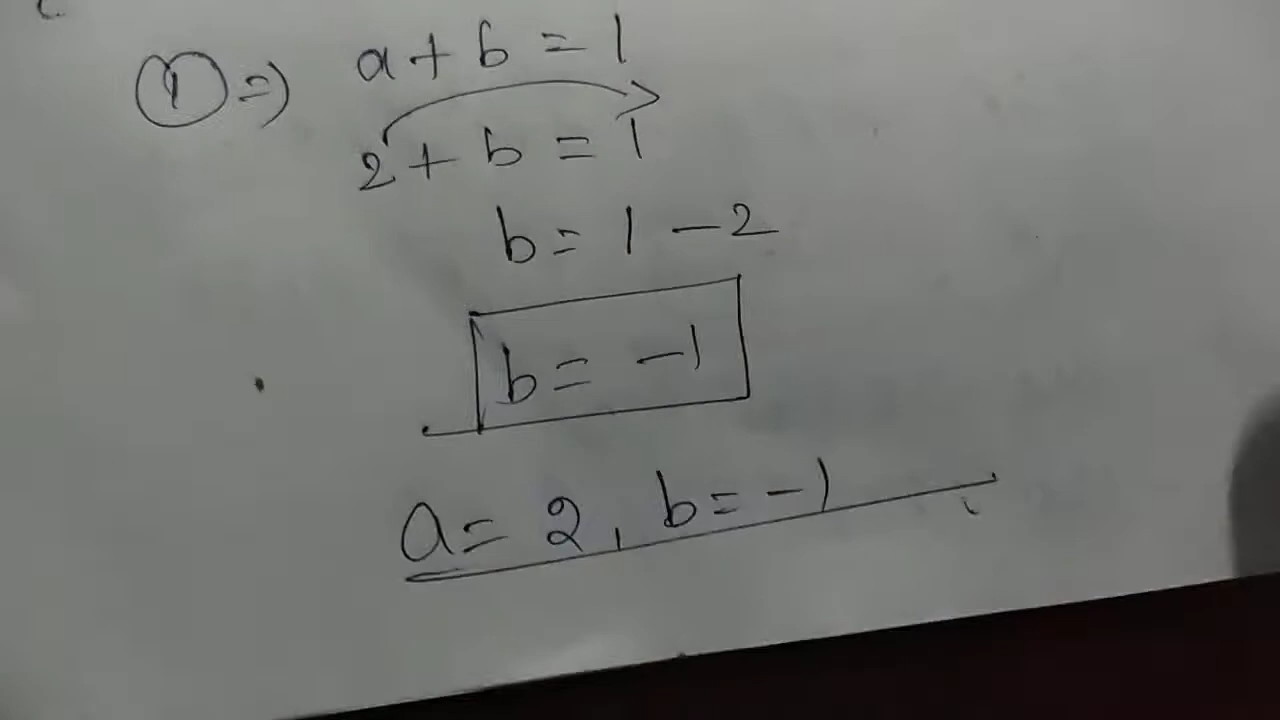 ① ⇒ a + b = 1
2 + b = 1
b = 1 - 2
b = -1
a = 2, b = -1